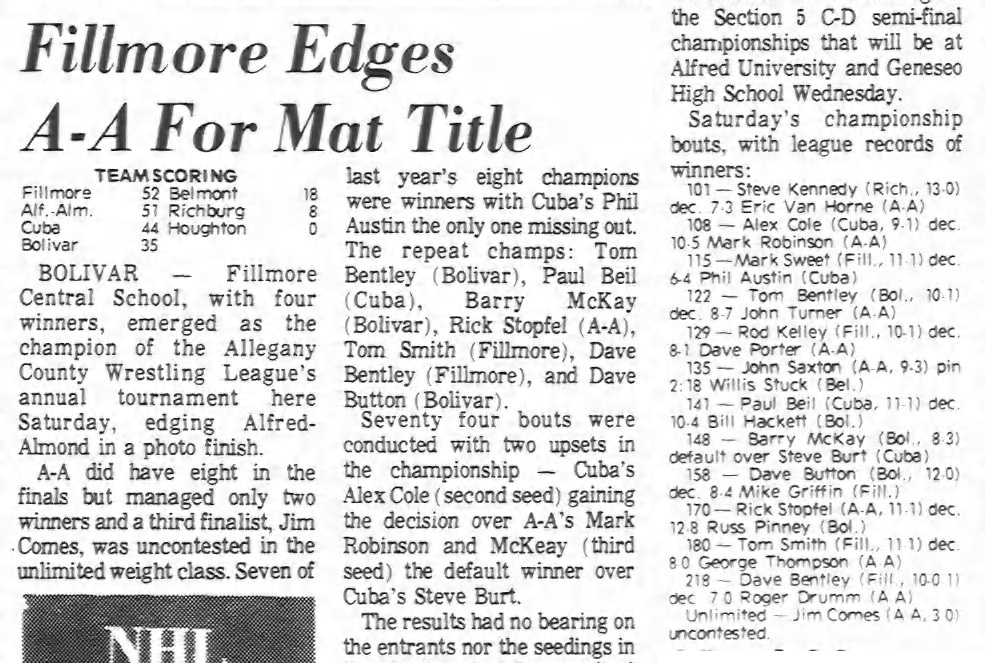 Fillmore Edges
A-A For Mat Title
TEAM SCORING
Fillmore 52 Belmont 18
Alf.-Alm. 51 Richburg 8
Cuba 44 Houghton 0
Bolivar 35
BOLIVAR — Fillmore
Central School, with four
winners, emerged as the
champion of the Allegany
County Wrestling League's
annual tournament here
Saturday, edging Alfred-
Almond in a photo finish.
A-A did have eight in the
finals but managed only two
winners and a third finalist, Jim
Comes, was uncontested in the
unlimited weight class. Seven of
NHL
last year's eight champions
were winners with Cuba's Phil
Austin the only one missing out.
The repeat champs: Tom
Bentley (Bolivar), Paul Beil
(Cuba), Barry McKay
(Bolivar), Rick Stopfel (A-A),
Tom Smith (Fillmore), Dave
Bentley (Fillmore), and Dave
Button (Bolivar).
Seventy four bouts were
conducted with two upsets in
the championship — Cuba's
Alex Cole (second seed) gaining
the decision over A-A's Mark
Robinson and McKeay (third
seed) the default winner over
Cuba's Steve Burt.
The results had no bearing on
the entrants nor the seedings in
the Section 5 C-D semi-final
championships that will be at
Alfred University and Geneseo
High School Wednesday.
Saturday's championship
bouts, with league records of
winners:
101 — Steve Kennedy (Rich., 13-0)
dec. 7-3 Eric Van Horne (A-A)
108 — Alex Cole (Cuba, 9-1) dec.
10-5 Mark Robinson (A-A)
115 — Mark Sweet (Fill., 11-1) dec.
6-4 Phil Austin (Cuba)
122 — Tom Bentley (Bol., 10-1)
dec. 8-7 John Turner (A-A)
129 — Rod Kelley (Fill., 10-1) dec.
8-1 Dave Porter (A-A)
135 — John Saxton (A-A, 9-3) pin
2:18 Willis Stuck (Bel.)
141 — Paul Beil (Cuba, 11-1) dec.
10-4 Bill Hackett (Bol.)
148 — Barry McKay (Bol., 8-3)
default over Steve Burt (Cuba)
158 — Dave Button (Bol., 12-0)
dec. 8-4 Mike Griffin (Fill.)
170 — Rick Stopfel (A-A, 11-1) dec.
12-8 Russ Pinney (Bol.)
180 — Tom Smith (Fill., 11-1) dec.
8-0 George Thompson (A-A)
218 — Dave Bentley (Fill., 10-0-1)
dec 7-0 Roger Drumm (A-A)
Unlimited — Jim Comes (A-A, 3-0)
uncontested.